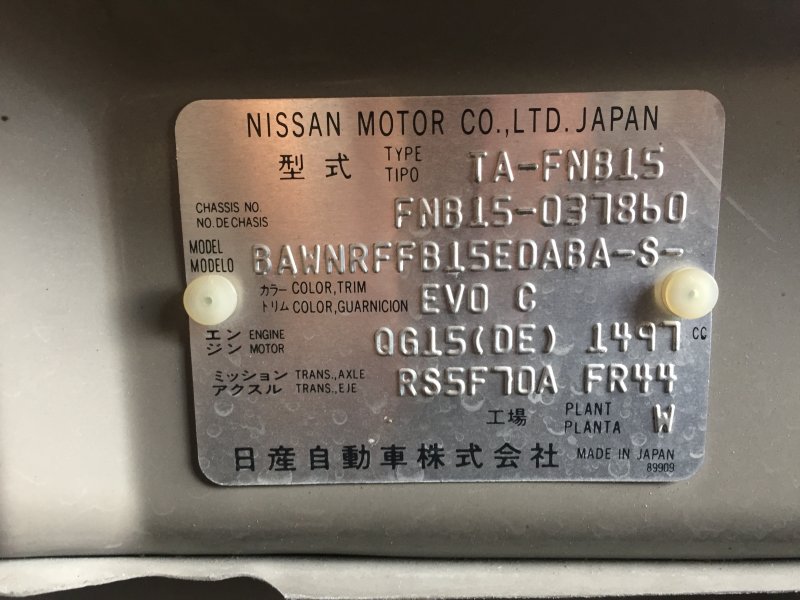 NISSAN MOTOR CO.,LTD. JAPAN
型式 TYPE TIPO TA-FNB15
CHASSIS NO. NO. DE CHASIS FNB15-037860
MODEL MODELO BAWNRFFB15EDABA-S-
カラー COLOR,TRIM
トリム COLOR,GUARNICION EV0 C
エン ENGINE
ジン MOTOR QG15(DE) 1497 CC
ミッション TRANS.,AXLE
アクスル TRANS.,EJE RS5F70A FR44
工場 PLANT PLANTA W
日産自動車株式会社 MADE IN JAPAN
89909